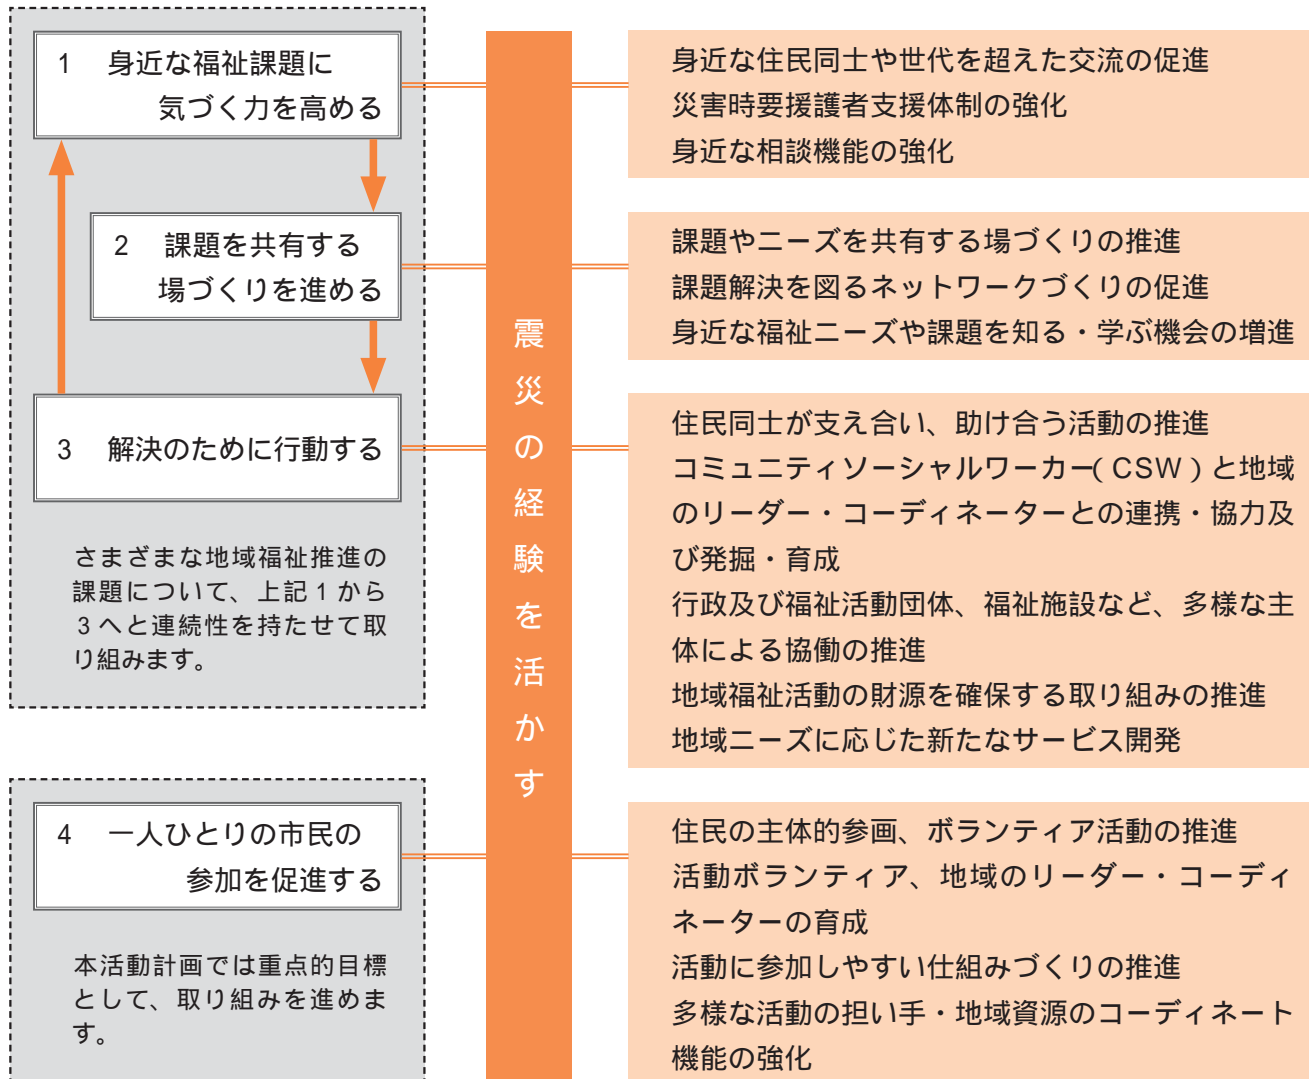 1 身近な福祉課題に
気づく力を高める
2 課題を共有する
場づくりを進める
3 解決のために行動する
さまざまな地域福祉推進の
課題について、上記1から
3へと連続性を持たせて取
り組みます。
4 一人ひとりの市民の
参加を促進する
本活動計画では重点的目標
として、取り組みを進めま
す。
震災の経験を活かす
身近な住民同士や世代を超えた交流の促進
災害時要援護者支援体制の強化
身近な相談機能の強化
課題やニーズを共有する場づくりの推進
課題解決を図るネットワークづくりの促進
身近な福祉ニーズや課題を知る・学ぶ機会の増進
住民同士が支え合い、助け合う活動の推進
コミュニティソーシャルワーカー(CSW)と地域
のリーダー・コーディネーターとの連携・協力及
び発掘・育成
行政及び福祉活動団体、福祉施設など、多様な主
体による協働の推進
地域福祉活動の財源を確保する取り組みの推進
地域ニーズに応じた新たなサービス開発
住民の主体的参画、ボランティア活動の推進
活動ボランティア、地域のリーダー・コーディ
ネーターの育成
活動に参加しやすい仕組みづくりの推進
多様な活動の担い手・地域資源のコーディネート
機能の強化